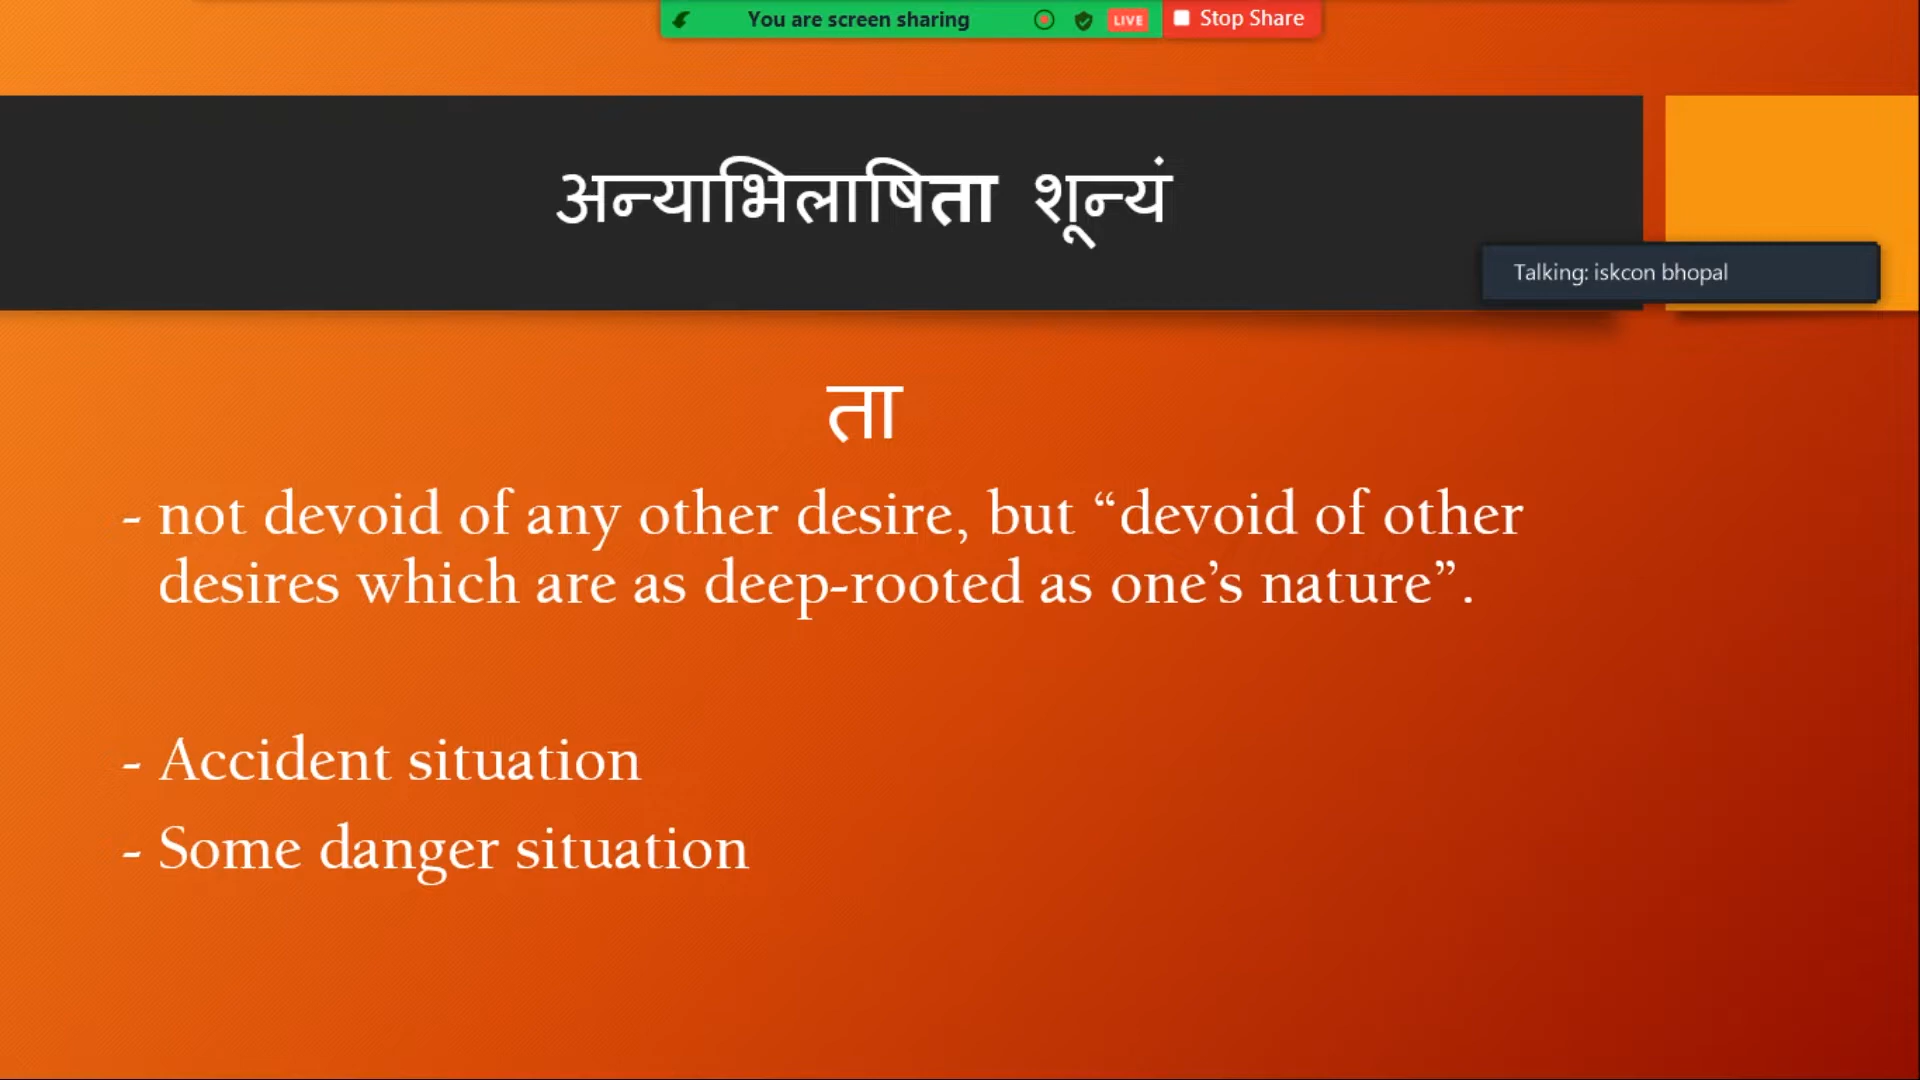 You are screen sharing LIVE Stop Share
अन्याभिलाषिता शून्यं
Talking: iskcon bhopal
ता
- not devoid of any other desire, but “devoid of other
desires which are as deep-rooted as one’s nature”.
- Accident situation
- Some danger situation